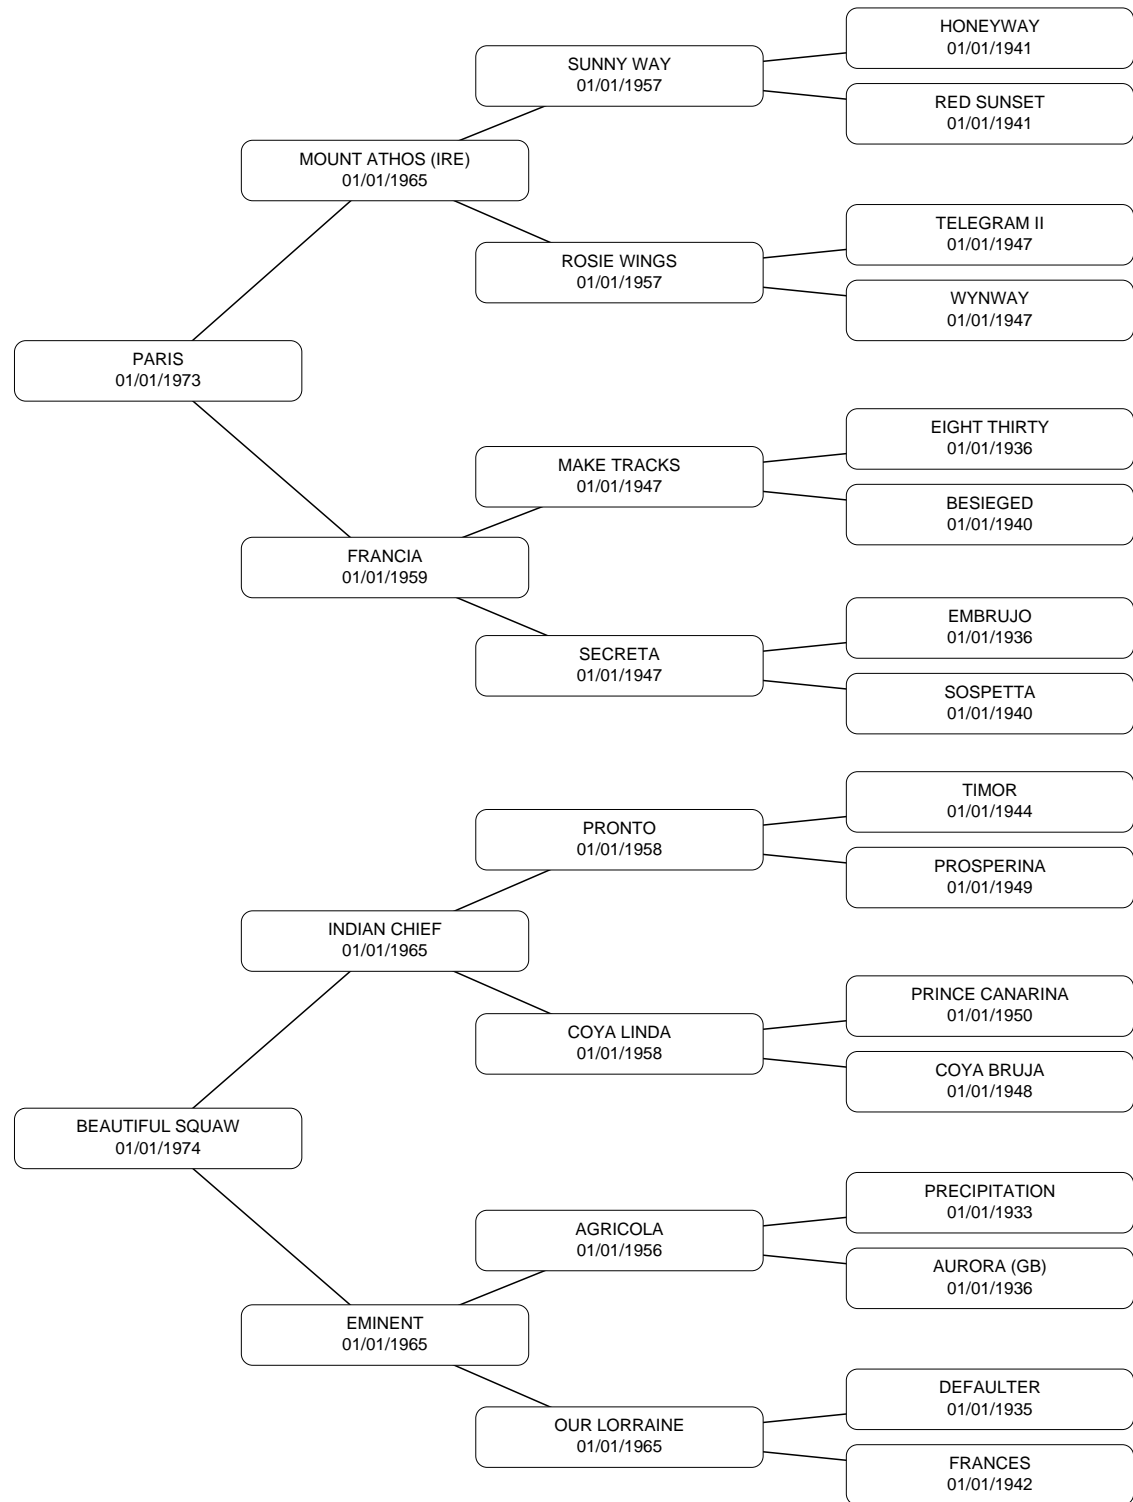 HONEYWAY
01/01/1941
SUNNY WAY
01/01/1957
RED SUNSET
01/01/1941
MOUNT ATHOS (IRE)
01/01/1965
TELEGRAM II
01/01/1947
ROSIE WINGS
01/01/1957
WYNWAY
01/01/1947
PARIS
01/01/1973
EIGHT THIRTY
01/01/1936
MAKE TRACKS
01/01/1947
BESIEGED
01/01/1940
FRANCIA
01/01/1959
EMBRUJO
01/01/1936
SECRETA
01/01/1947
SOSPETTA
01/01/1940
TIMOR
01/01/1944
PRONTO
01/01/1958
PROSPERINA
01/01/1949
INDIAN CHIEF
01/01/1965
PRINCE CANARINA
01/01/1950
COYA LINDA
01/01/1958
COYA BRUJA
01/01/1948
BEAUTIFUL SQUAW
01/01/1974
PRECIPITATION
01/01/1933
AGRICOLA
01/01/1956
AURORA (GB)
01/01/1936
EMINENT
01/01/1965
DEFAULTER
01/01/1935
OUR LORRAINE
01/01/1965
FRANCES
01/01/1942